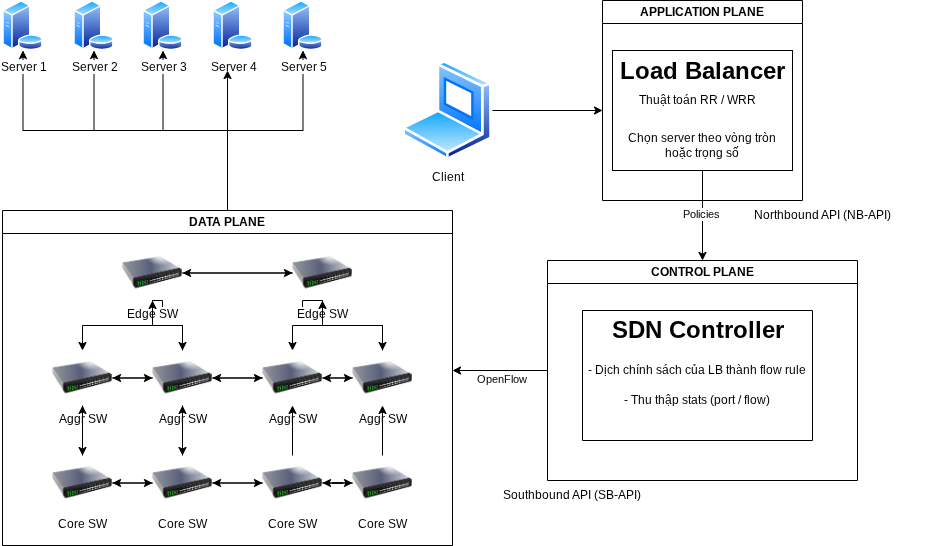 Server 1
Server 2
Server 3
Server 4
Server 5
Client
APPLICATION PLANE
Load Balancer
Thuật toán RR / WRR
Chọn server theo vòng tròn
hoặc trọng số
Policies
Northbound API (NB-API)
DATA PLANE
Edge SW
Edge SW
Aggr SW
Aggr SW
Aggr SW
Aggr SW
Core SW
Core SW
Core SW
Core SW
OpenFlow
CONTROL PLANE
SDN Controller
- Dịch chính sách của LB thành flow rule
- Thu thập stats (port / flow)
Southbound API (SB-API)